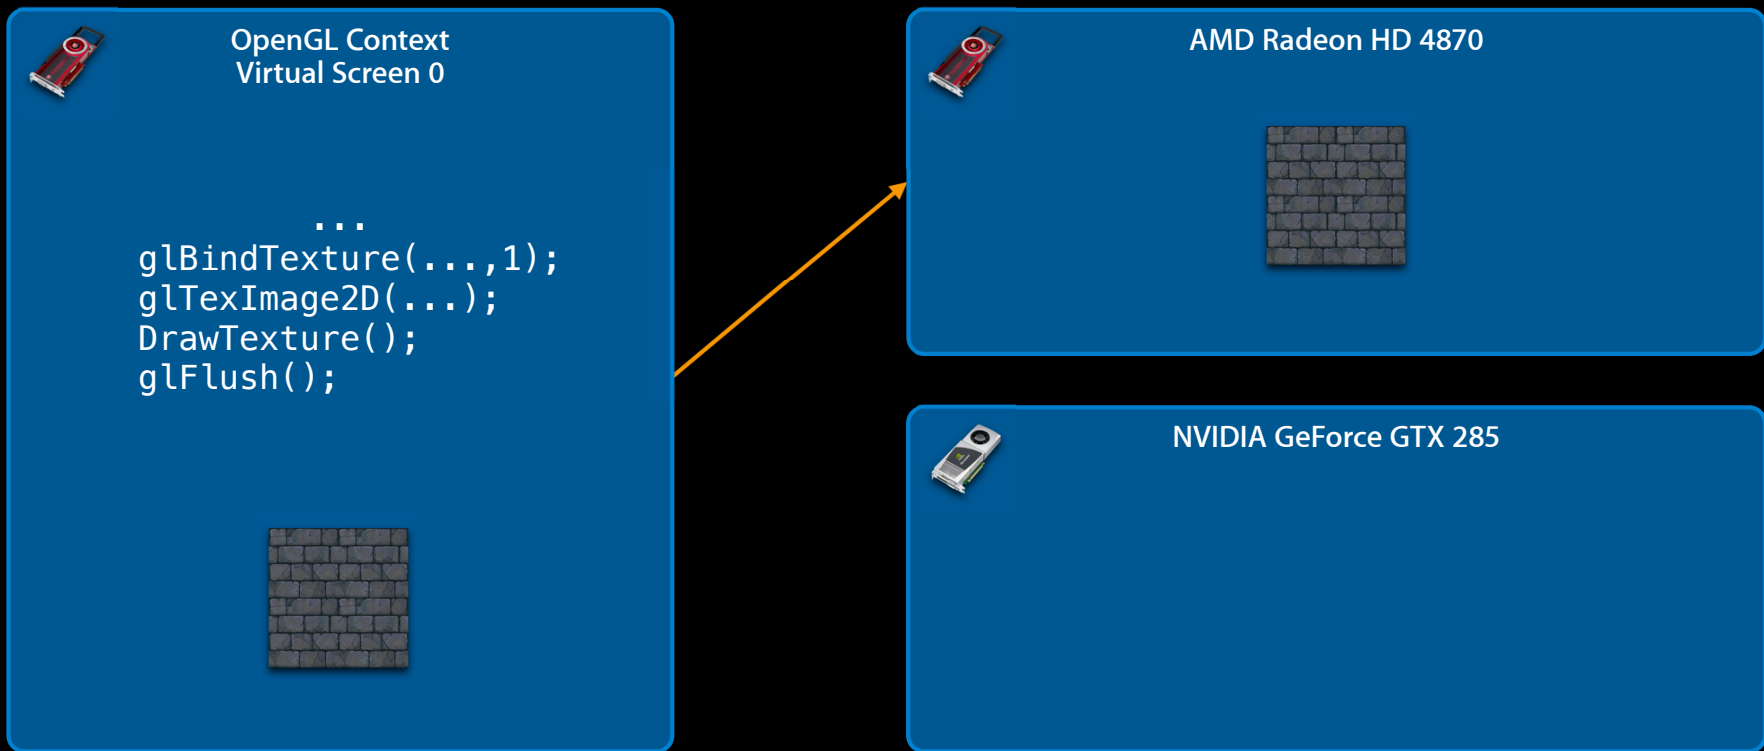 OpenGL Context
Virtual Screen 0
...
glBindTexture(...,1);
glTexImage2D(...);
DrawTexture();
glFlush();
AMD Radeon HD 4870
NVIDIA GeForce GTX 285